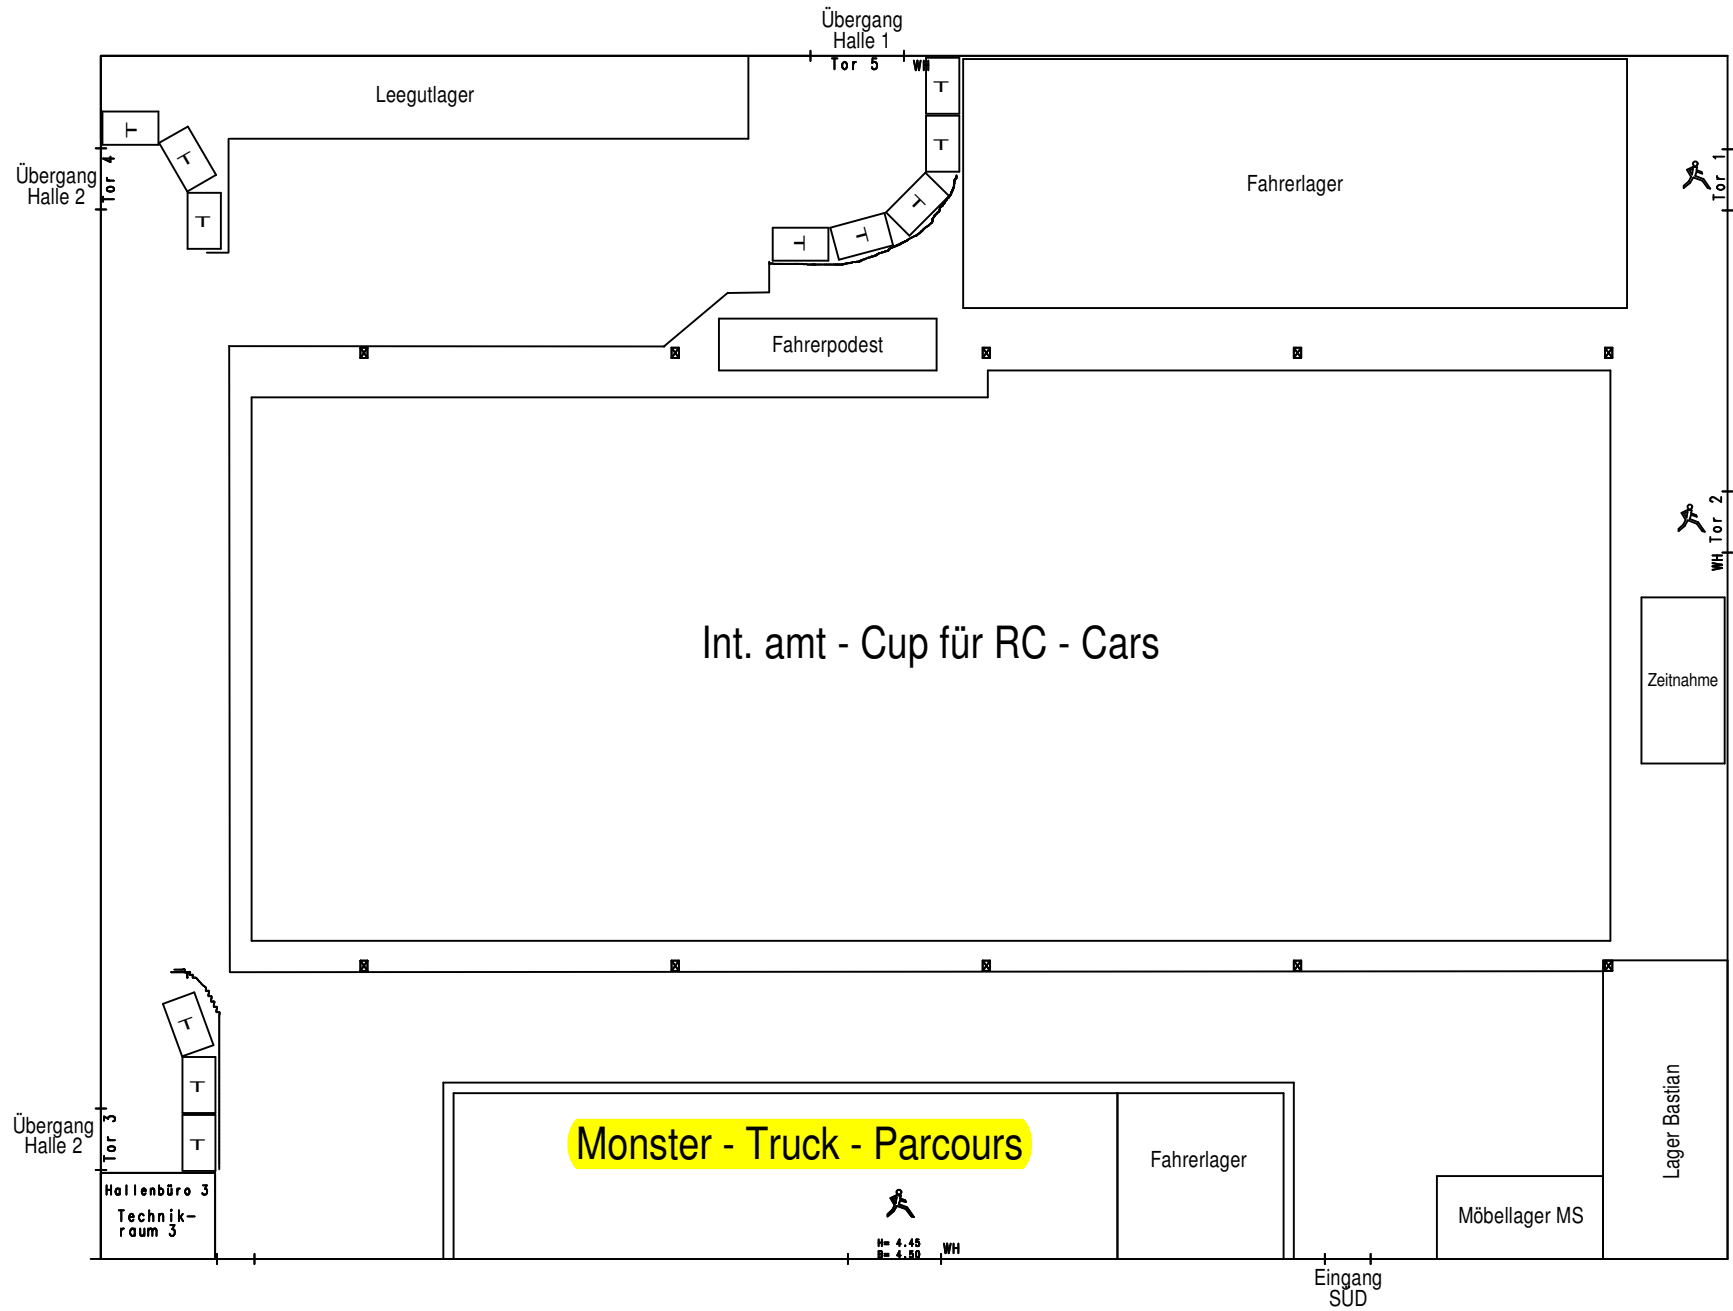 Übergang
Halle 1
Tor 5
WH
T
Leegutlager
T
T
T
T
Tor 4
Übergang
Halle 2
Fahrerlager
Tor 1
T
T
T
T
Fahrerpodest
Tor 2
WH
Int. amt - Cup für RC - Cars
Zeitnahme
T
T
T
Übergang
Halle 2
Tor 3
Monster - Truck - Parcours
Fahrerlager
Lager Bastian
Hallenbüro 3
Technik-
raum 3
Möbellager MS
H= 4.45
B= 4.50
WH
Eingang
SÜD